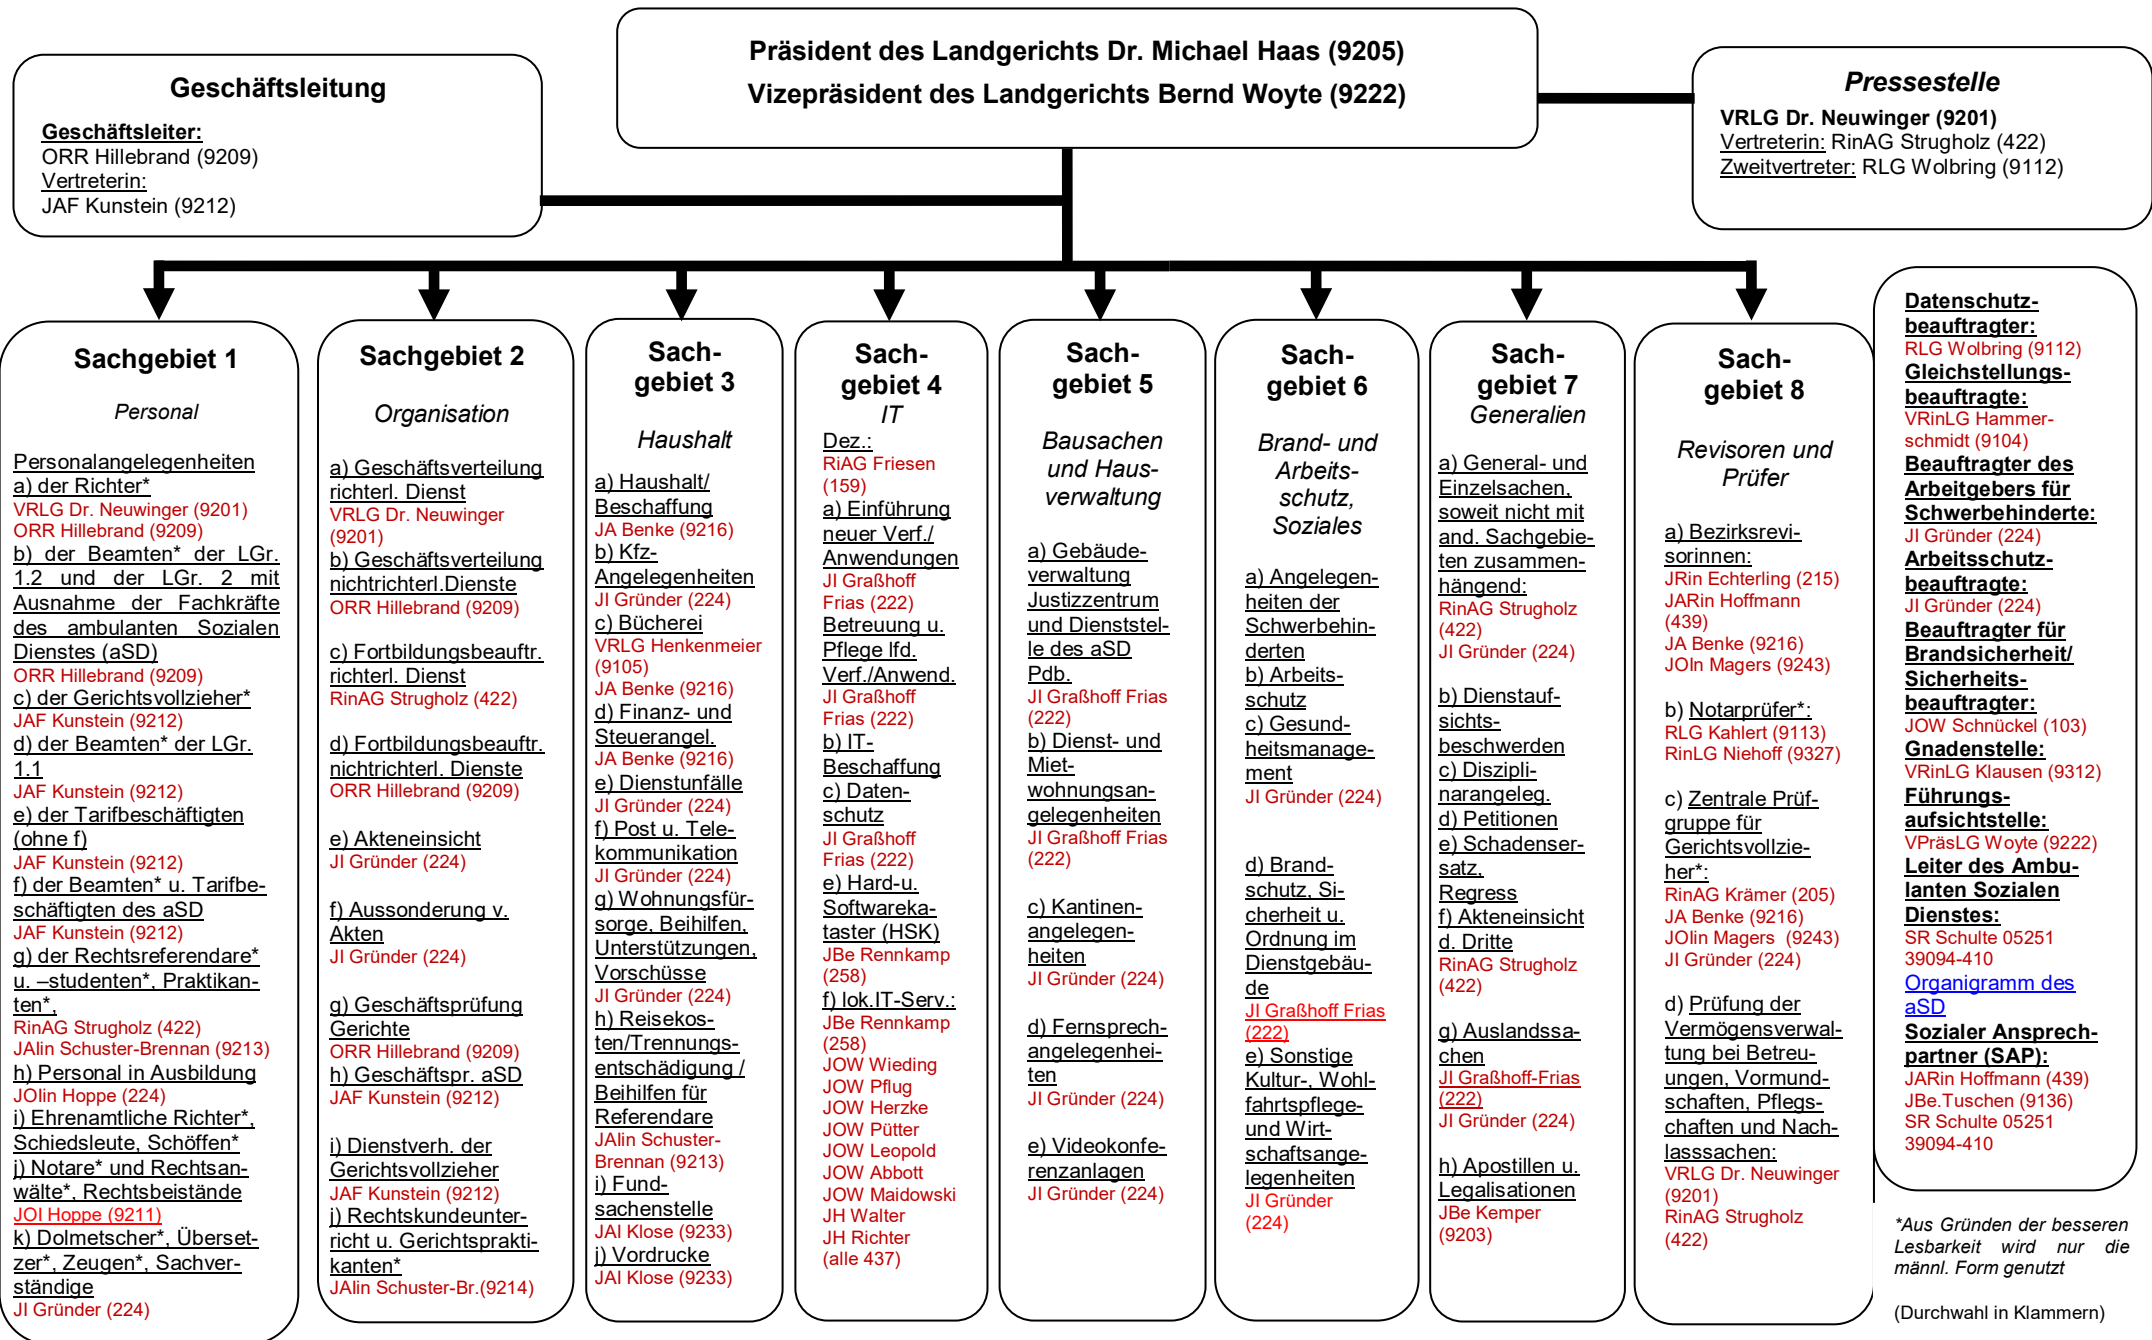 Präsident des Landgerichts Dr. Michael Haas (9205)
Vizepräsident des Landgerichts Bernd Woyte (9222)
Geschäftsleitung
Geschäftsleiter:
ORR Hillebrand (9209)
Vertreterin:
JAF Kunstein (9212)
Pressestelle
VRLG Dr. Neuwinger (9201)
Vertreterin: RinAG Strugholz (422)
Zweitvertreter: RLG Wolbring (9112)
Sachgebiet 1
Personal
Personalangelegenheiten
a) der Richter*
VRLG Dr. Neuwinger (9201)
ORR Hillebrand (9209)
b) der Beamten* der LGr.
1.2 und der LGr. 2 mit
Ausnahme der Fachkräfte
des ambulanten Sozialen
Dienstes (aSD)
ORR Hillebrand (9209)
c) der Gerichtsvollzieher*
JAF Kunstein (9212)
d) der Beamten* der LGr.
1.1
JAF Kunstein (9212)
e) der Tarifbeschäftigten
(ohne f)
JAF Kunstein (9212)
f) der Beamten* u. Tarifbe-
schäftigten des aSD
JAF Kunstein (9212)
g) der Rechtsreferendare*
u. –studenten*, Praktikan-
ten*,
RinAG Strugholz (422)
JAlin Schuster-Brennan (9213)
h) Personal in Ausbildung
JOlin Hoppe (224)
i) Ehrenamtliche Richter*,
Schiedsleute, Schöffen*
j) Notare* und Rechtsan-
wälte*, Rechtsbeistände
JOI Hoppe (9211)
k) Dolmetscher*, Überset-
zer*, Zeugen*, Sachver-
ständige
JI Gründer (224)
Sachgebiet 2
Organisation
a) Geschäftsverteilung
richterl. Dienst
VRLG Dr. Neuwinger
(9201)
b) Geschäftsverteilung
nichtrichterl.Dienste
ORR Hillebrand (9209)
c) Fortbildungsbeauftr.
richterl. Dienst
RinAG Strugholz (422)
d) Fortbildungsbeauftr.
nichtrichterl. Dienste
ORR Hillebrand (9209)
e) Akteneinsicht
JI Gründer (224)
f) Aussonderung v.
Akten
JI Gründer (224)
g) Geschäftsprüfung
Gerichte
ORR Hillebrand (9209)
h) Geschäftspr. aSD
JAF Kunstein (9212)
i) Dienstverh. der
Gerichtsvollzieher
JAF Kunstein (9212)
j) Rechtskundeunter-
richt u. Gerichtsprakti-
kanten*
JAlin Schuster-Br.(9214)
Sach-
gebiet 3
Haushalt
a) Haushalt/
Beschaffung
JA Benke (9216)
b) Kfz-
Angelegenheiten
JI Gründer (224)
c) Bücherei
VRLG Henkenmeier
(9105)
JA Benke (9216)
d) Finanz- und
Steuerangel.
JA Benke (9216)
e) Dienstunfälle
JI Gründer (224)
f) Post u. Tele-
kommunikation
JI Gründer (224)
g) Wohnungsfür-
sorge, Beihilfen,
Unterstützungen,
Vorschüsse
JI Gründer (224)
h) Reisekos-
ten/Trennungs-
entschädigung /
Beihilfen für
Referendare
JAlin Schuster-
Brennan (9213)
i) Fund-
sachenstelle
JAI Klose (9233)
j) Vordrucke
JAI Klose (9233)
Sach-
gebiet 4
IT
Dez.:
RiAG Friesen
(159)
a) Einführung
neuer Verf./
Anwendungen
JI Graßhoff
Frias (222)
Betreuung u.
Pflege lfd.
Verf./Anwend.
JI Graßhoff
Frias (222)
b) IT-
Beschaffung
c) Daten-
schutz
JI Graßhoff
Frias (222)
e) Hard-u.
Softwareka-
taster (HSK)
JBe Rennkamp
(258)
f) lok.IT-Serv.:
JBe Rennkamp
(258)
JOW Wieding
JOW Pflug
JOW Herzke
JOW Pütter
JOW Leopold
JOW Abbott
JOW Maidowski
JH Walter
JH Richter
(alle 437)
Sach-
gebiet 5
Bausachen
und Haus-
verwaltung
a) Gebäude-
verwaltung
Justizzentrum
und Dienststel-
le des aSD
Pdb.
JI Graßhoff Frias
(222)
b) Dienst- und
Miet-
wohnungsan-
gelegenheiten
JI Graßhoff Frias
(222)
c) Kantinen-
angelegen-
heiten
JI Gründer (224)
d) Fernsprech-
angelegenhei-
ten
JI Gründer (224)
e) Videokonfe-
renzanlagen
JI Gründer (224)
Sach-
gebiet 6
Brand- und
Arbeits-
schutz,
Soziales
a) Angelegen-
heiten der
Schwerbehin-
derten
b) Arbeits-
schutz
c) Gesund-
heitsmanage-
ment
JI Gründer (224)
d) Brand-
schutz, Si-
cherheit u.
Ordnung im
Dienstgebäu-
de
JI Graßhoff Frias
(222)
e) Sonstige
Kultur-, Wohl-
fahrtspflege-
und Wirt-
schaftsange-
legenheiten
JI Gründer
(224)
Sach-
gebiet 7
Generalien
a) General- und
Einzelsachen,
soweit nicht mit
and. Sachgebie-
ten zusammen-
hängend:
RinAG Strugholz
(422)
JI Gründer (224)
b) Dienstauf-
sichts-
beschwerden
c) Diszipli-
narangeleg.
d) Petitionen
e) Schadenser-
satz,
Regress
f) Akteneinsicht
d. Dritte
RinAG Strugholz
(422)
g) Auslandssa-
chen
JI Graßhoff-Frias
(222)
JI Gründer (224)
h) Apostillen u.
Legalisationen
JBe Kemper
(9203)
Sach-
gebiet 8
Revisoren und
Prüfer
a) Bezirksrevi-
sorinnen:
JRin Echterling (215)
JARin Hoffmann
(439)
JA Benke (9216)
JOIn Magers (9243)
b) Notarprüfer*:
RLG Kahlert (9113)
RinLG Niehoff (9327)
c) Zentrale Prüf-
gruppe für
Gerichtsvollzie-
her*:
RinAG Krämer (205)
JA Benke (9216)
JOlin Magers (9243)
JI Gründer (224)
d) Prüfung der
Vermögensverwal-
tung bei Betreu-
ungen, Vormund-
schaften, Pflegs-
chaften und Nach-
lasssachen:
VRLG Dr. Neuwinger
(9201)
RinAG Strugholz
(422)
Datenschutz-
beauftragter:
RLG Wolbring (9112)
Gleichstellungs-
beauftragte:
VRinLG Hammer-
schmidt (9104)
Beauftragter des
Arbeitgebers für
Schwerbehinderte:
JI Gründer (224)
Arbeitsschutz-
beauftragte:
JI Gründer (224)
Beauftragter für
Brandsicherheit/
Sicherheits-
beauftragter:
JOW Schnückel (103)
Gnadenstelle:
VRinLG Klausen (9312)
Führungs-
aufsichtstelle:
VPräsLG Woyte (9222)
Leiter des Ambu-
lanten Sozialen
Dienstes:
SR Schulte 05251
39094-410
Organigramm des
aSD
Sozialer Ansprech-
partner (SAP):
JARin Hoffmann (439)
JBe.Tuschen (9136)
SR Schulte 05251
39094-410
*Aus Gründen der besseren
Lesbarkeit wird nur die
männl. Form genutzt
(Durchwahl in Klammern)